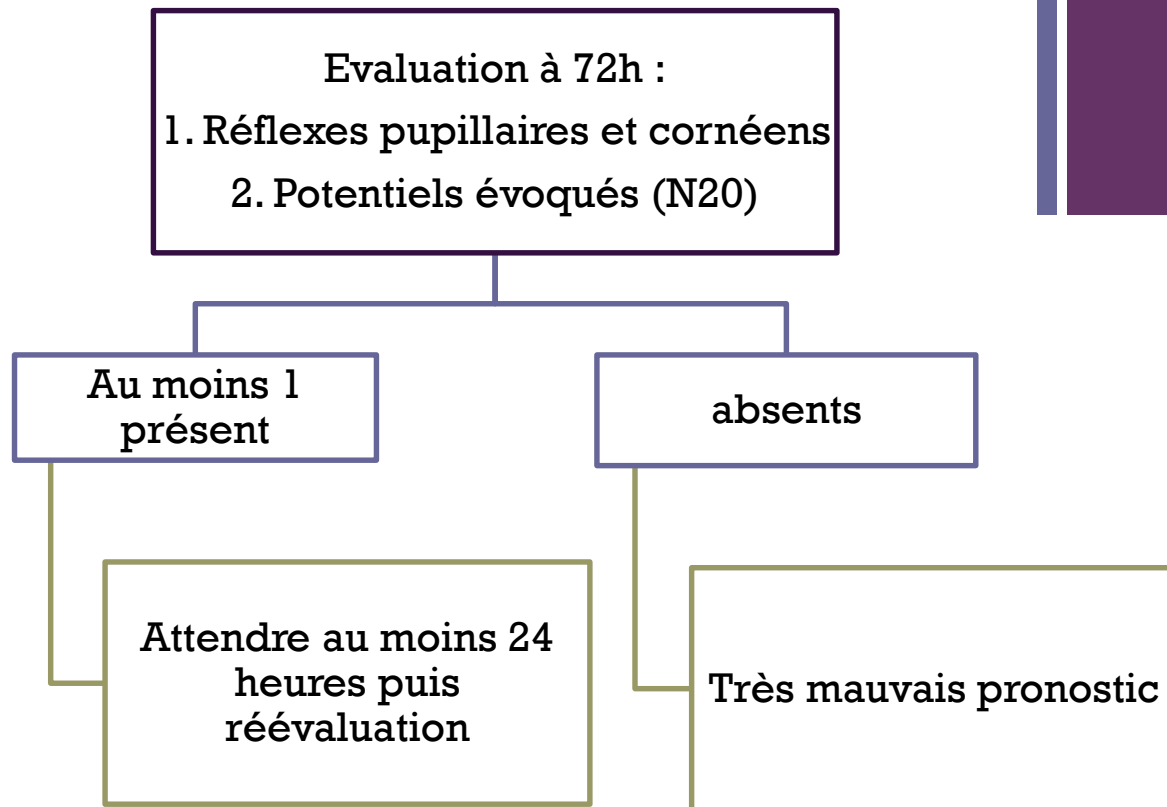 Evaluation à 72h :
1. Réflexes pupillaires et cornéens
2. Potentiels évoqués (N20)
Au moins 1
présent
absents
Attendre au moins 24
heures puis
réévaluation
Très mauvais pronostic